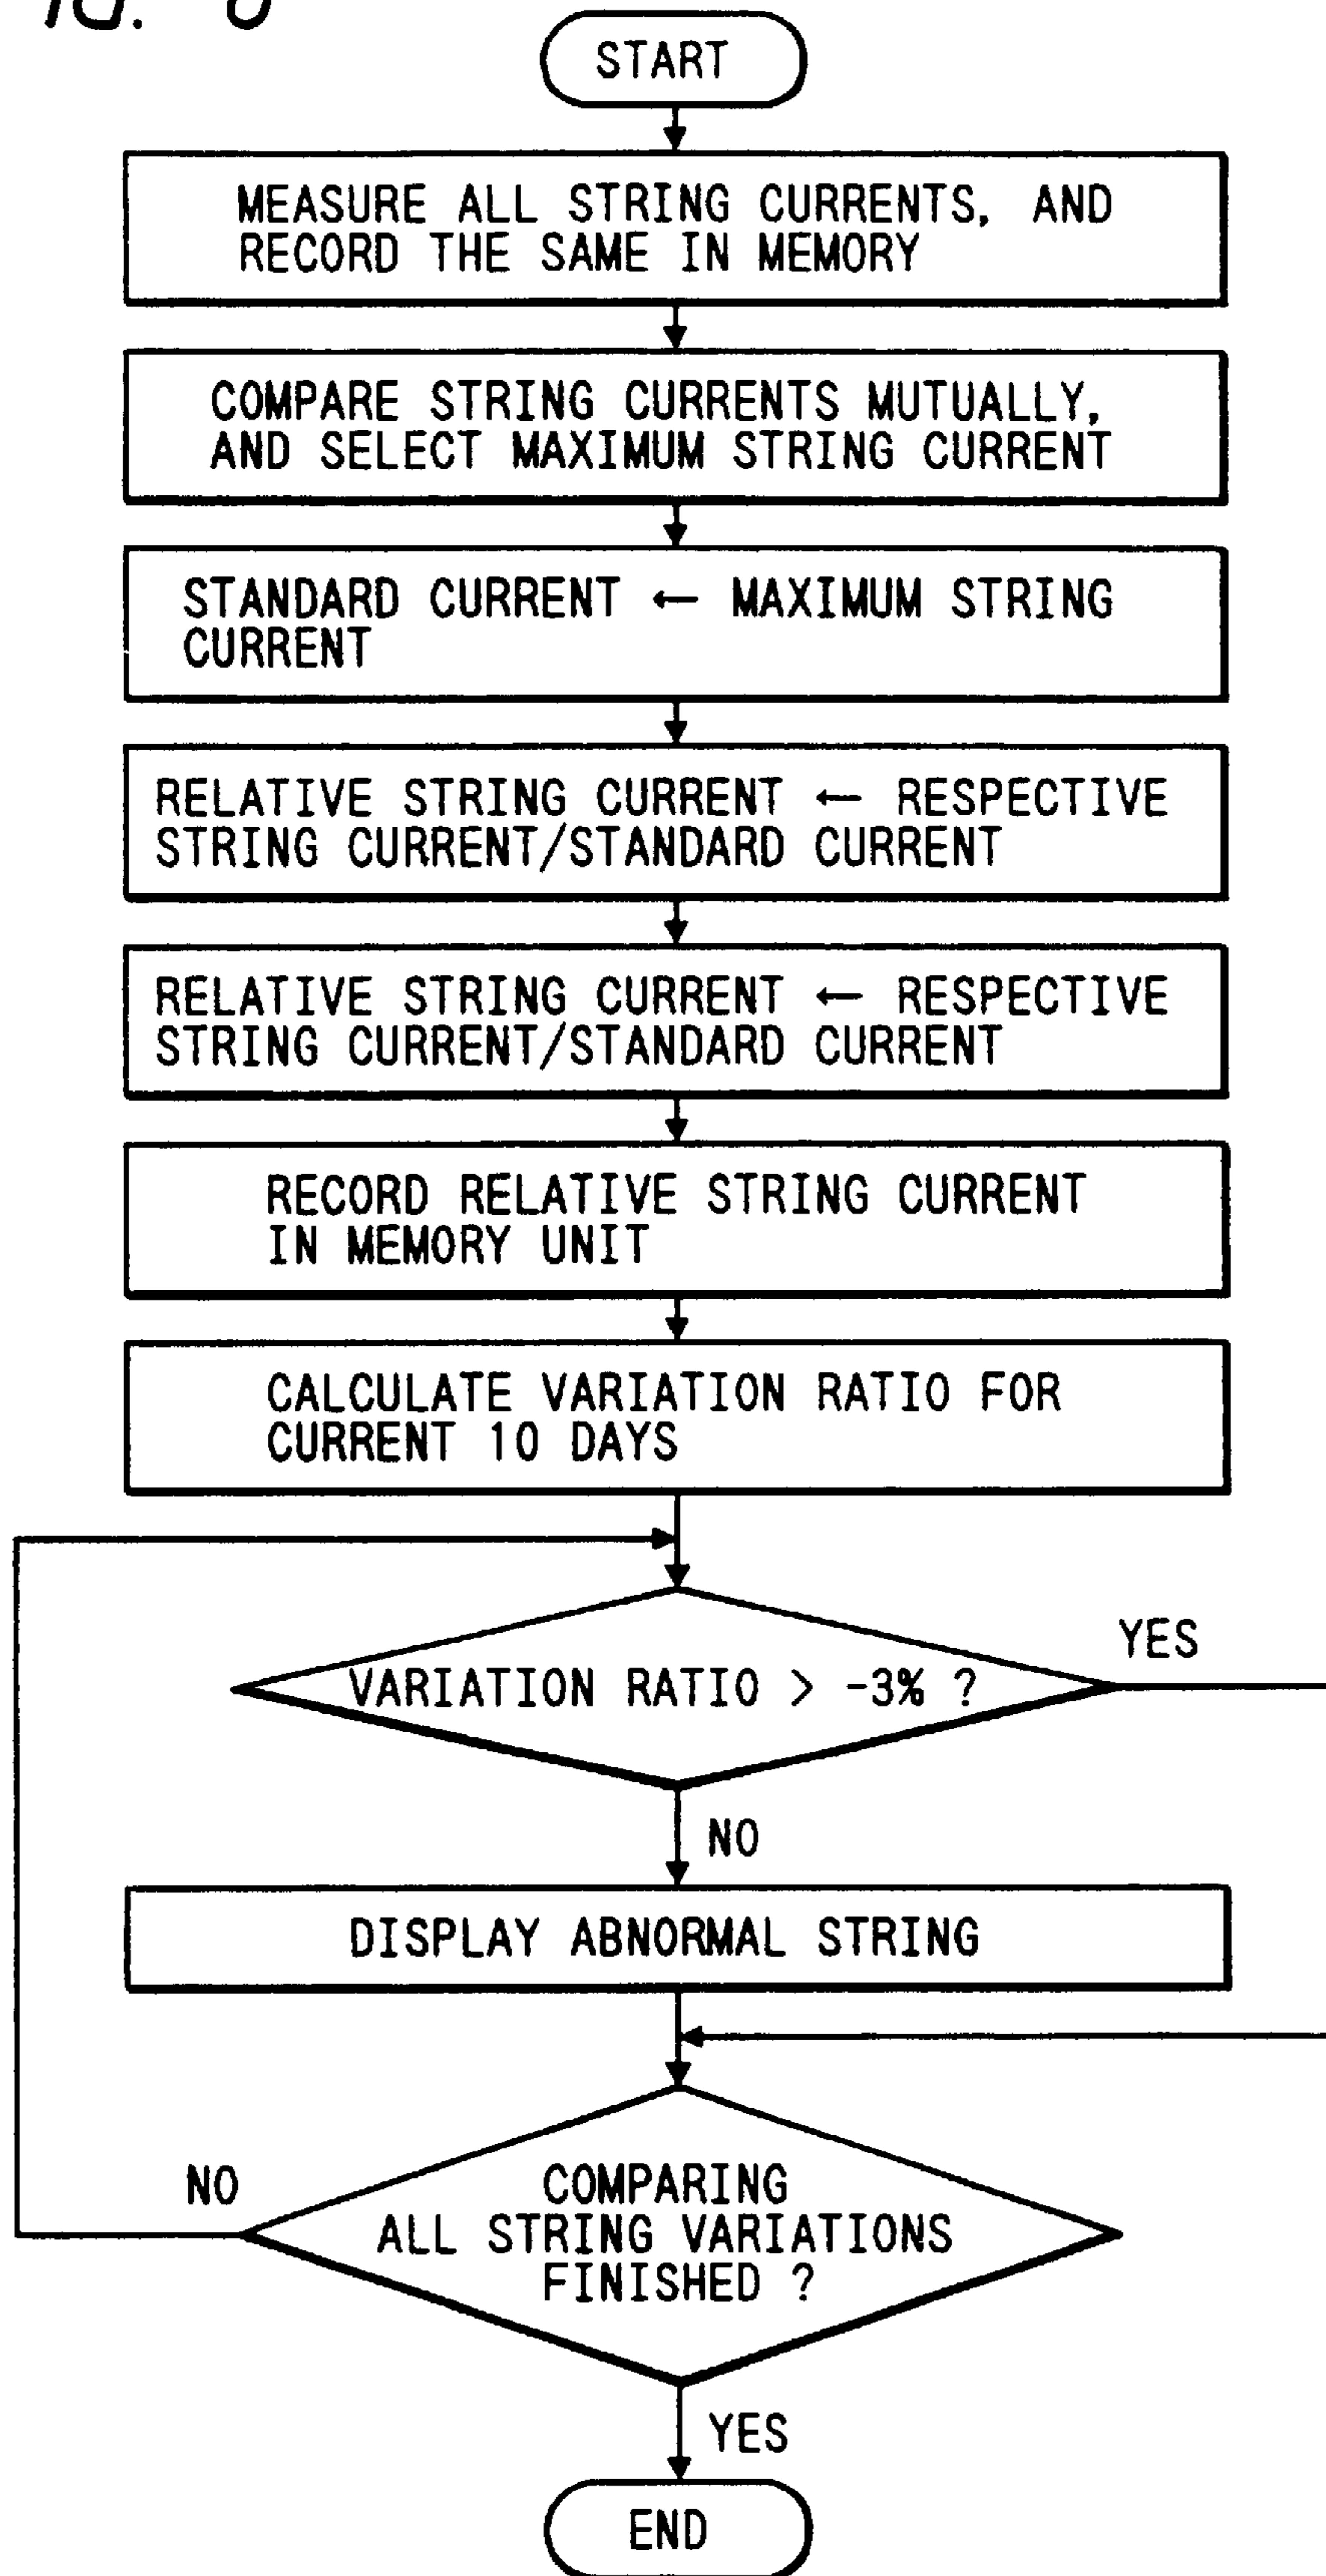 START
MEASURE ALL STRING CURRENTS, AND
RECORD THE SAME IN MEMORY
COMPARE STRING CURRENTS MUTUALLY,
AND SELECT MAXIMUM STRING CURRENT
STANDARD CURRENT ← MAXIMUM STRING
CURRENT
RELATIVE STRING CURRENT ← RESPECTIVE
STRING CURRENT/STANDARD CURRENT
RELATIVE STRING CURRENT ← RESPECTIVE
STRING CURRENT/STANDARD CURRENT
RECORD RELATIVE STRING CURRENT
IN MEMORY UNIT
CALCULATE VARIATION RATIO FOR
CURRENT 10 DAYS
YES
VARIATION RATIO > -3% ?
NO
DISPLAY ABNORMAL STRING
NO
COMPARING
ALL STRING VARIATIONS
FINISHED ?
YES
END